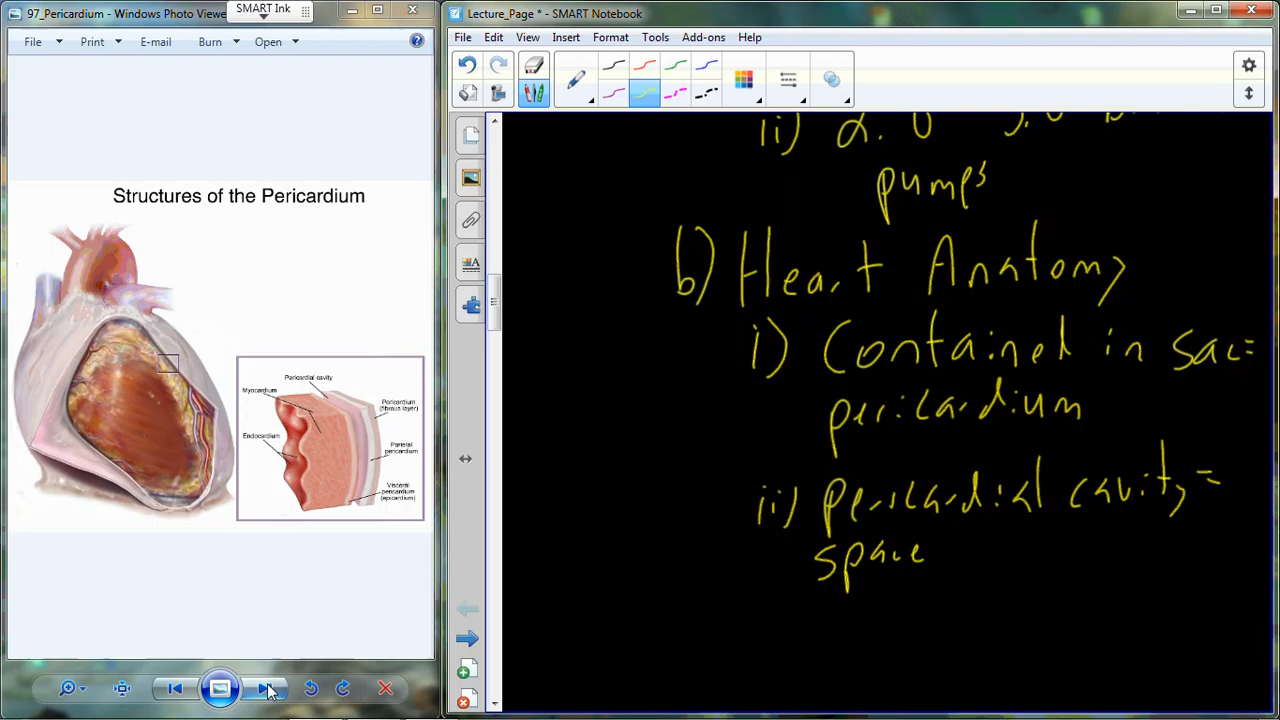 97_Pericardium - Windows Photo Viewer
SMART Ink
File Print E-mail Burn Open
Structures of the Pericardium
Pericardial cavity
Myocardium
Pericardium
(fibrous layer)
Endocardium
Parietal
pericardium
Visceral
pericardium
(epicardium)
Lecture_Page * - SMART Notebook
File Edit View Insert Format Tools Add-ons Help
ii)
pumps
b) Heart Anatomy
i) Contained in sac=
pericardium
ii) pericardial cavity=
space